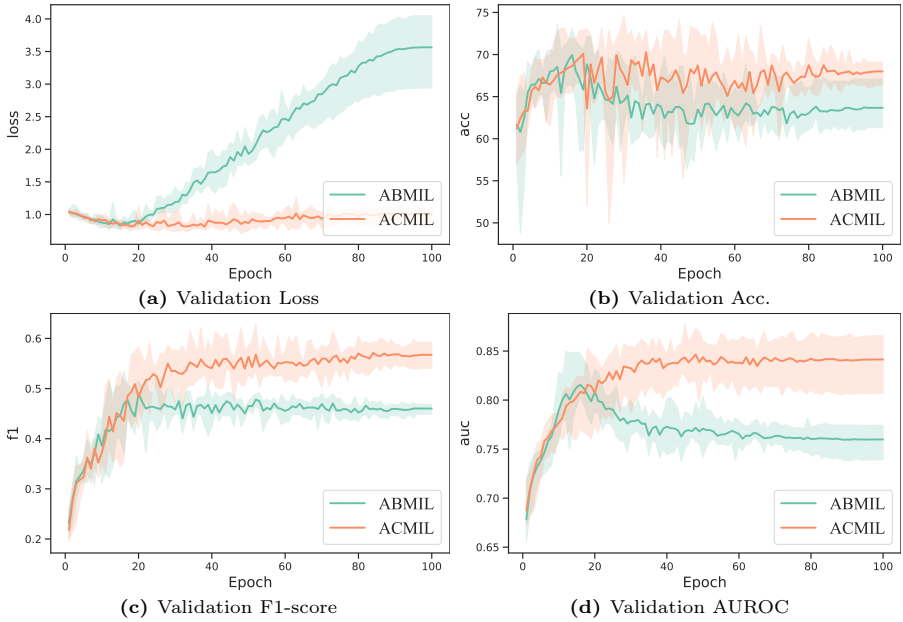 4.0
3.5
3.0
2.5
2.0
1.5
1.0
loss
0 20 40 60 80 100
Epoch
ABMIL
ACMIL
(a) Validation Loss
75
70
65
60
55
50
acc
0 20 40 60 80 100
Epoch
ABMIL
ACMIL
(b) Validation Acc.
0.6
0.5
0.4
0.3
0.2
f1
0 20 40 60 80 100
Epoch
ABMIL
ACMIL
(c) Validation F1-score
0.85
0.80
0.75
0.70
0.65
auc
0 20 40 60 80 100
Epoch
ABMIL
ACMIL
(d) Validation AUROC